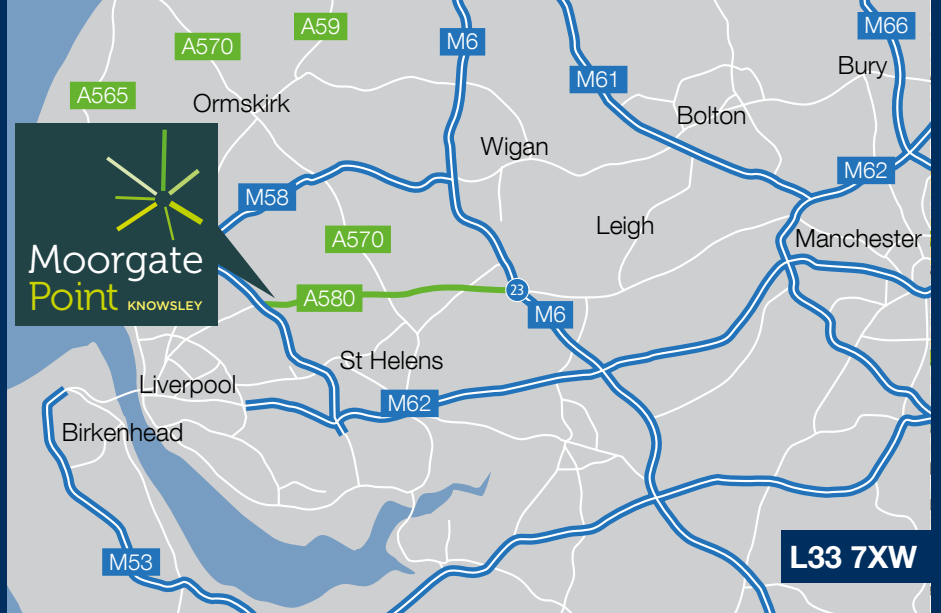 A59
M6
M66
A570
M61
Bury
A565
Ormskirk
Bolton
Wigan
M62
M58
Leigh
A570
Manchester
Moorgate
Point KNOWSLEY
A580
23
M6
St Helens
Liverpool
M62
Birkenhead
M53
L33 7XW